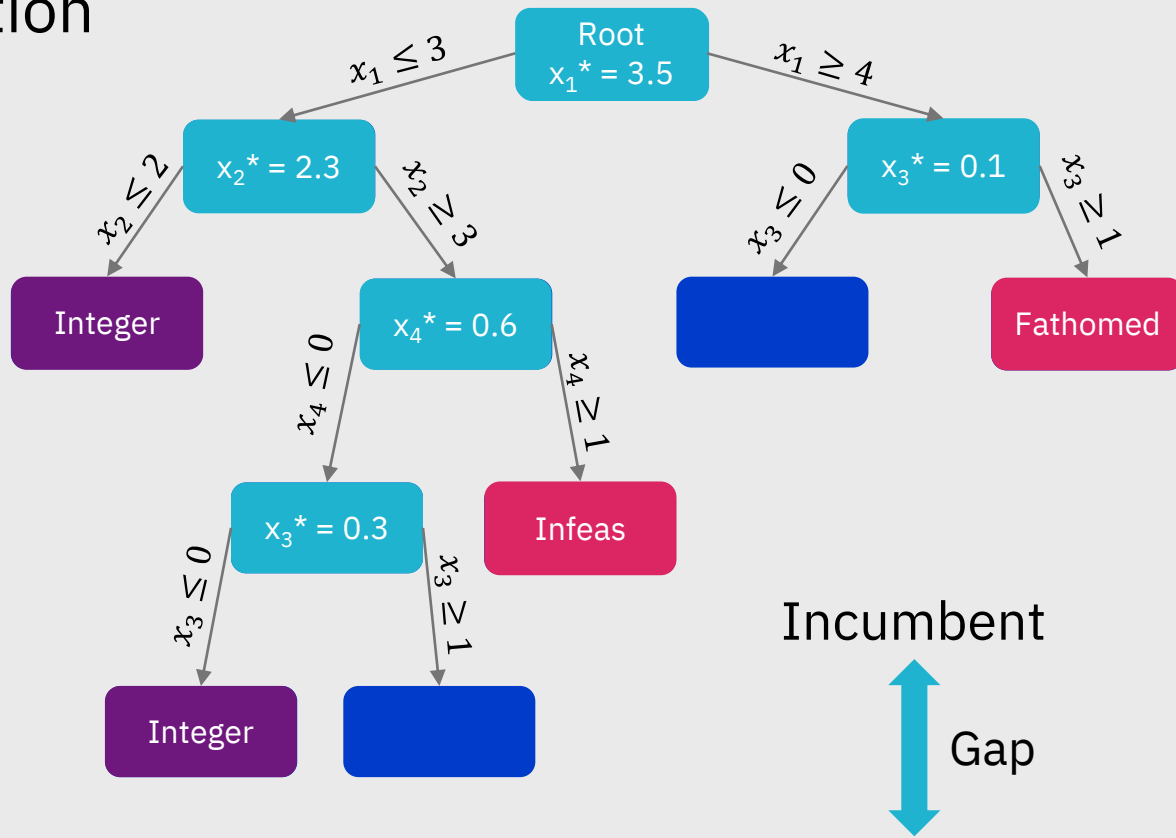 x₁ ≤ 3
Root
x₁* = 3.5
x₁ ≥ 4
x₂ ≤ 2
x₂* = 2.3
x₂ ≥ 3
x₃ ≤ 0
x₃* = 0.1
x₃ ≥ 1
Integer
x₄* = 0.6
Fathomed
x₄ ≤ 0
x₄ ≥ 1
x₃ ≤ 0
x₃* = 0.3
x₃ ≥ 1
Infeas
Incumbent
Integer
Gap